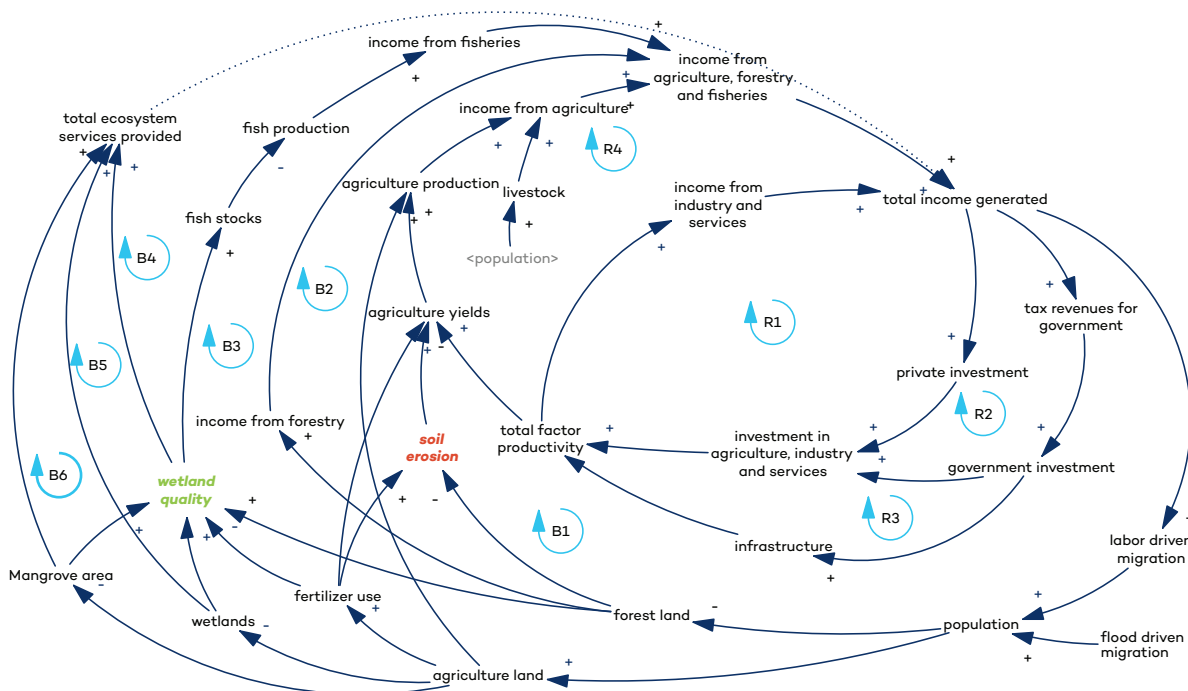 income from fisheries
+
+
income from
agriculture, forestry
and fisheries
+
total ecosystem
services provided
+
+
+
fish production
-
income from agriculture
+
+
+
R4
+
agriculture production
+
+
livestock
+
<population>
income from
industry and
services
+
+
+
+
total income generated
fish stocks
+
B4
B2
B3
B5
agriculture yields
+
-
+
R1
+
tax revenues for
government
+
private investment
R2
income from forestry
+
soil
erosion
+
-
total factor
productivity
+
investment in
agriculture, industry
and services
+
+
+
government investment
B6
wetland
quality
+
+
+
-
B1
R3
infrastructure
+
-
labor driven
migration
Mangrove area
-
fertilizer use
+
wetlands
-
forest land
-
+
population
+
flood driven
migration
agriculture land
+